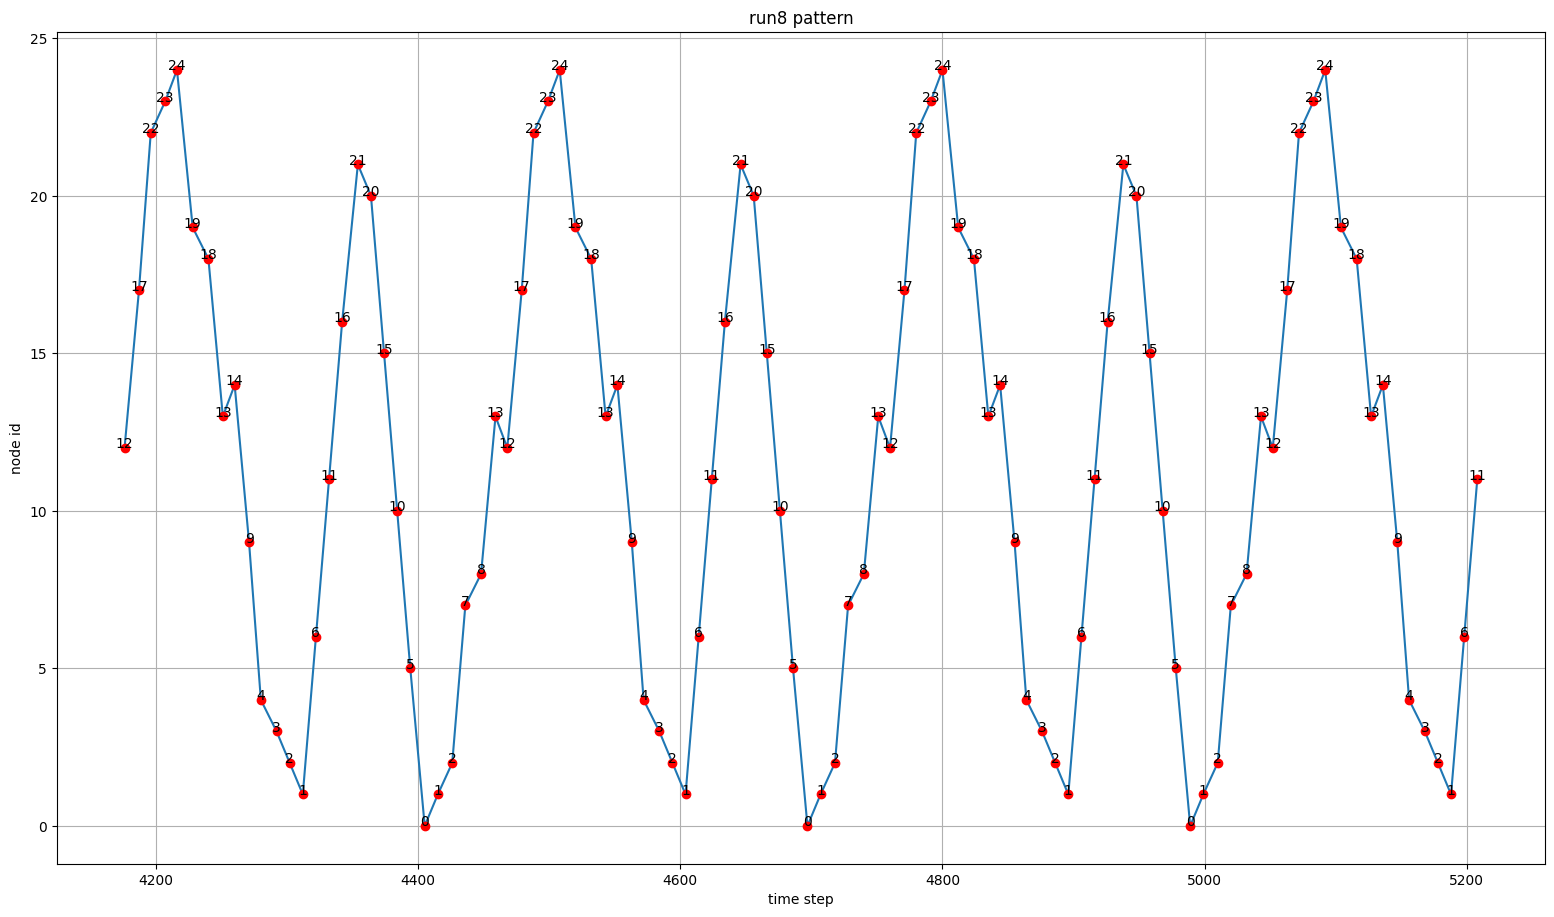 run8 pattern
25
24 24 24 24
23 23 23 23
22 22 22 22
21 21 21
20 20 20 20
19 19 19 19
18 18 18 18
17 17 17 17
16 16 16
15 15 15 15
14 14 14 14
13 13 13 13 13 13 13
12 12 12 12
11 11 11 11
10 10 10 10
9 9 9 9
8 8 8
7 7 7
6 6 6 6
5 5 5 5
4 4 4 4
3 3 3 3
2 2 2 2 2 2 2
1 1 1 1 1 1 1
0 0 0 0
4200 4400 4600 4800 5000 5200
time step
node id